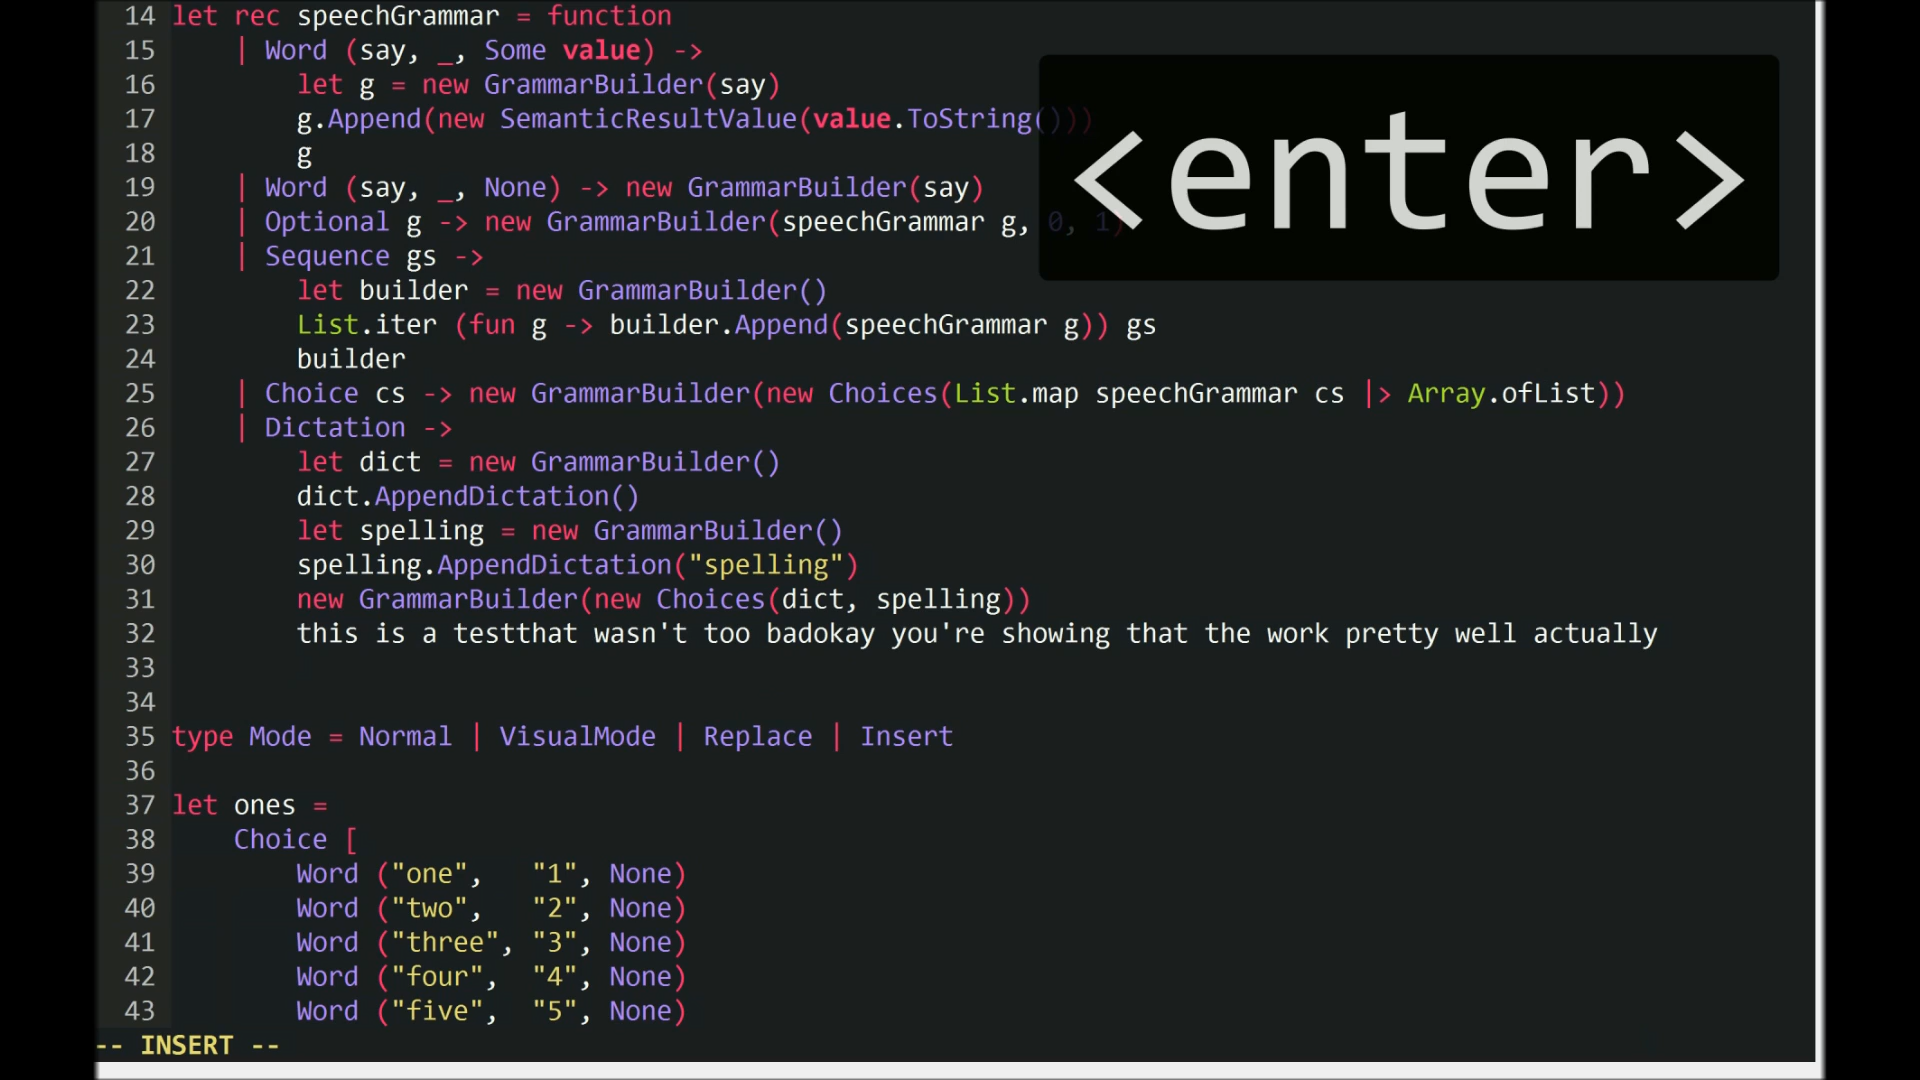 14 let rec speechGrammar = function
15     | Word (say, _, Some value) ->
16         let g = new GrammarBuilder(say)
17         g.Append(new SemanticResultValue(value.ToString()))
18         g
19     | Word (say, _, None) -> new GrammarBuilder(say)
20     | Optional g -> new GrammarBuilder(speechGrammar g, 0, 1)
21     | Sequence gs ->
22         let builder = new GrammarBuilder()
23         List.iter (fun g -> builder.Append(speechGrammar g)) gs
24         builder
25     | Choice cs -> new GrammarBuilder(new Choices(List.map speechGrammar cs |> Array.ofList))
26     | Dictation ->
27         let dict = new GrammarBuilder()
28         dict.AppendDictation()
29         let spelling = new GrammarBuilder()
30         spelling.AppendDictation("spelling")
31         new GrammarBuilder(new Choices(dict, spelling))
32         this is a testthat wasn't too badokay you're showing that the work pretty well actually
33
34
35 type Mode = Normal | VisualMode | Replace | Insert
36
37 let ones =
38     Choice [
39         Word ("one",   "1", None)
40         Word ("two",   "2", None)
41         Word ("three", "3", None)
42         Word ("four",  "4", None)
43         Word ("five",  "5", None)
-- INSERT --
<enter>